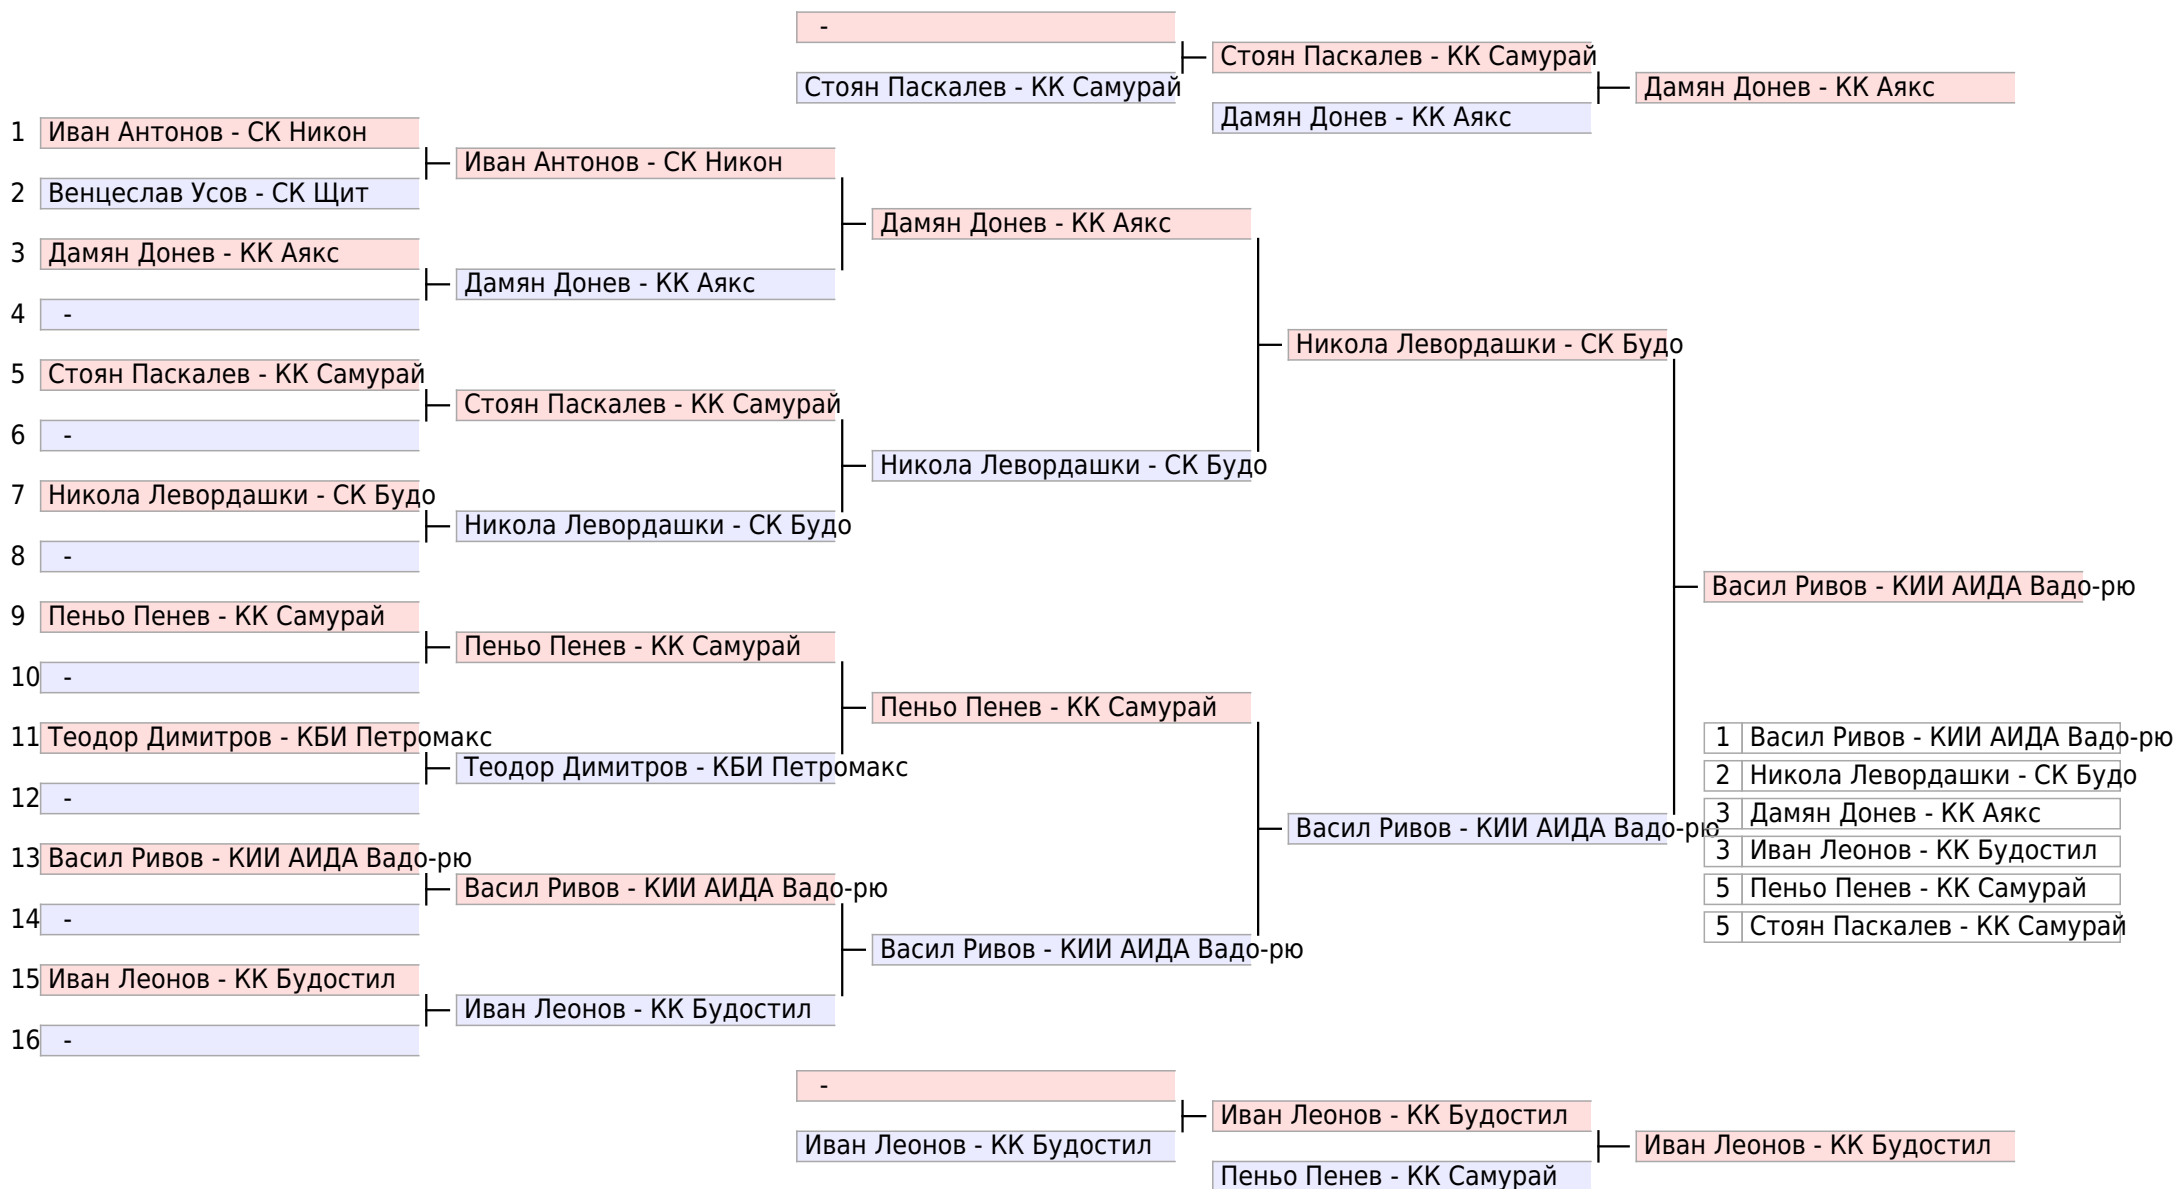 -
Стоян Паскалев - КК Самурай
Стоян Паскалев - КК Самурай
Дамян Донев - КК Аякс
Дамян Донев - КК Аякс
1 Иван Антонов - СК Никон
Иван Антонов - СК Никон
2 Венцеслав Усов - СК Щит
Дамян Донев - КК Аякс
3 Дамян Донев - КК Аякс
Дамян Донев - КК Аякс
4 -
Никола Левордашки - СК Будо
5 Стоян Паскалев - КК Самурай
Стоян Паскалев - КК Самурай
6 -
Никола Левордашки - СК Будо
7 Никола Левордашки - СК Будо
Никола Левордашки - СК Будо
8 -
Васил Ривов - КИИ АИДА Вадо-рю
9 Пеньо Пенев - КК Самурай
Пеньо Пенев - КК Самурай
10 -
Пеньо Пенев - КК Самурай
11 Теодор Димитров - КБИ Петромакс
Теодор Димитров - КБИ Петромакс
12 -
Васил Ривов - КИИ АИДА Вадо-рю
13 Васил Ривов - КИИ АИДА Вадо-рю
Васил Ривов - КИИ АИДА Вадо-рю
14 -
Васил Ривов - КИИ АИДА Вадо-рю
15 Иван Леонов - КК Будостил
Иван Леонов - КК Будостил
16 -
1 Васил Ривов - КИИ АИДА Вадо-рю
2 Никола Левордашки - СК Будо
3 Дамян Донев - КК Аякс
3 Иван Леонов - КК Будостил
5 Пеньо Пенев - КК Самурай
5 Стоян Паскалев - КК Самурай
-
Иван Леонов - КК Будостил
Иван Леонов - КК Будостил
Иван Леонов - КК Будостил
Пеньо Пенев - КК Самурай